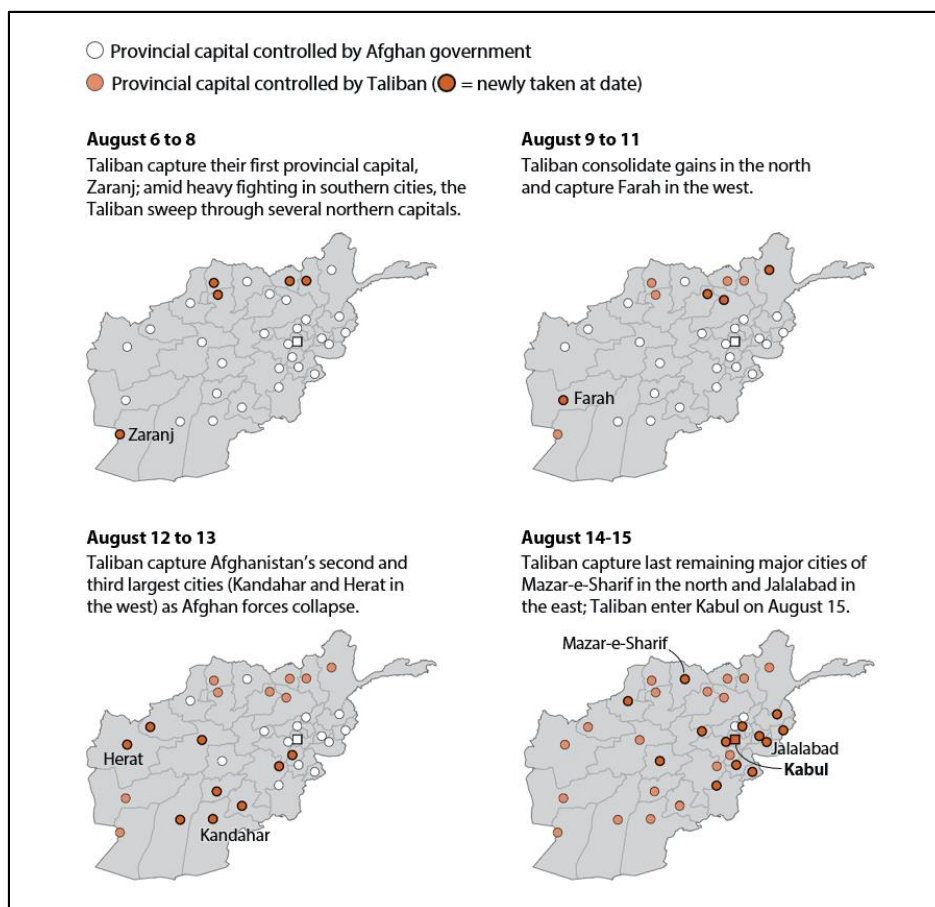 Provincial capital controlled by Afghan government
Provincial capital controlled by Taliban ( = newly taken at date)
August 6 to 8
Taliban capture their first provincial capital,
Zaranj; amid heavy fighting in southern cities, the
Taliban sweep through several northern capitals.
Zaranj
August 9 to 11
Taliban consolidate gains in the north
and capture Farah in the west.
Farah
August 12 to 13
Taliban capture Afghanistan’s second and
third largest cities (Kandahar and Herat in
the west) as Afghan forces collapse.
Herat
Kandahar
August 14-15
Taliban capture last remaining major cities of
Mazar-e-Sharif in the north and Jalalabad in
the east; Taliban enter Kabul on August 15.
Mazar-e-Sharif
Jalalabad
Kabul